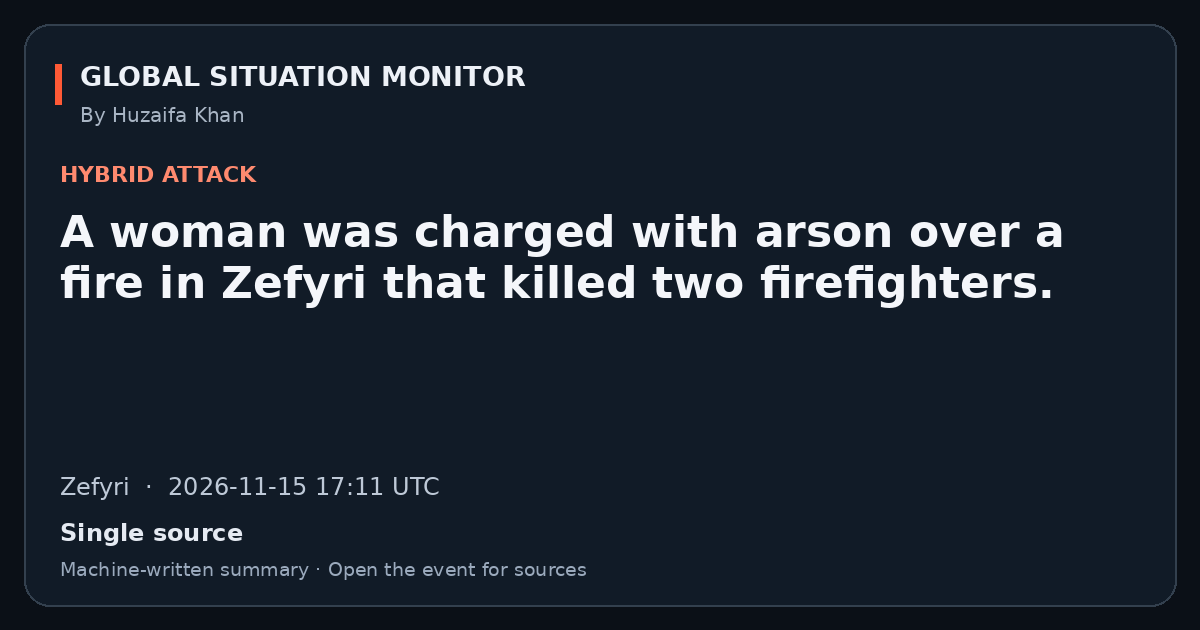 GLOBAL SITUATION MONITOR
By Huzaifa Khan
HYBRID ATTACK
A woman was charged with arson over a
fire in Zefyri that killed two firefighters.
Zefyri · 2026-11-15 17:11 UTC
Single source
Machine-written summary · Open the event for sources